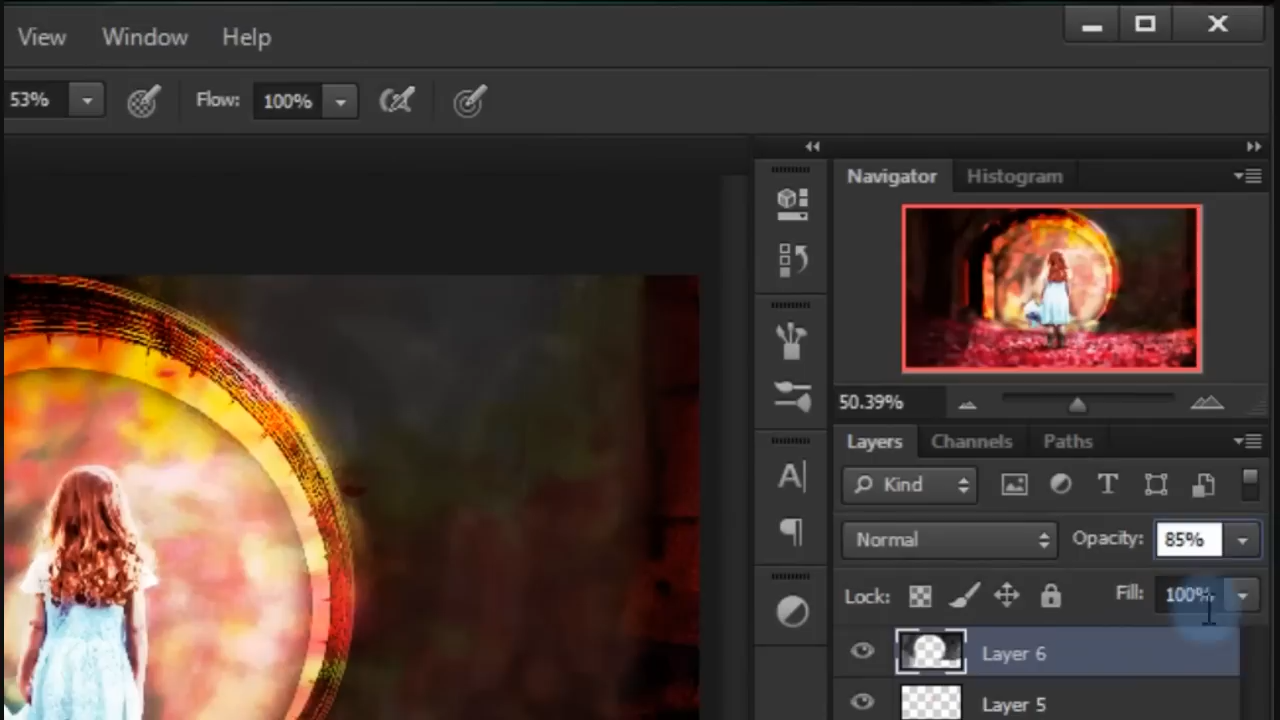 View Window Help
53% Flow: 100%
Navigator Histogram
50.39%
Layers Channels Paths
Kind
Normal Opacity: 85%
Lock: Fill: 100%
Layer 6
Layer 5